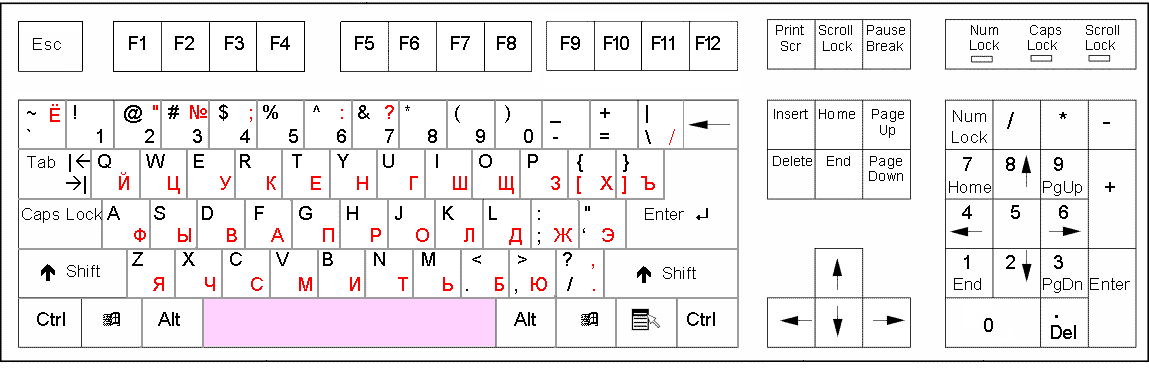 Esc F1 F2 F3 F4 F5 F6 F7 F8 F9 F10 F11 F12 Print Scr Scroll Lock Pause Break Num Lock Caps Lock Scroll Lock
~ Ё ` ! 1 @ " 2 # № 3 $ ; 4 % 5 ^ : 6 & ? 7 * 8 ( 9 ) 0 _ - + = | \ / ← Insert Home Page Up Num Lock / * -
Tab |← →| Q Й W Ц E У R К T Е Y Н U Г I Ш O Щ P З { [ Х } ] Ъ Delete End Page Down 7 Home 8 ↑ 9 PgUp +
Caps Lock A Ф S Ы D В F А G П H Р J О K Л L Д : ; Ж " ‘ Э Enter ↵ 4 ← 5 6 →
↑ Shift Z Я X Ч C С V М B И N Т M Ь < . Б > , Ю ? , / . ↑ Shift ↑ 1 End 2 ↓ 3 PgDn Enter
Ctrl Alt Alt Ctrl ← ↓ → 0 . Del